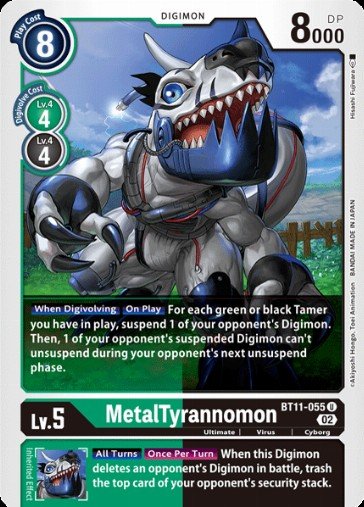 Play Cost
8
DIGIMON
DP
8000
Digivolve Cost
Lv.4
4
Lv.4
4
Hisashi Fujiwara
©Akiyoshi Hongo, Toei Animation BANDAI MADE IN JAPAN
When Digivolving On Play For each green or black Tamer
you have in play, suspend 1 of your opponent's Digimon.
Then, 1 of your opponent's suspended Digimon can't
unsuspend during your opponent's next unsuspend
phase.
Lv.5
MetalTyrannomon
BT11-055 U
02
Ultimate Virus Cyborg
Inherited Effect
All Turns Once Per Turn When this Digimon
deletes an opponent's Digimon in battle, trash
the top card of your opponent's security stack.